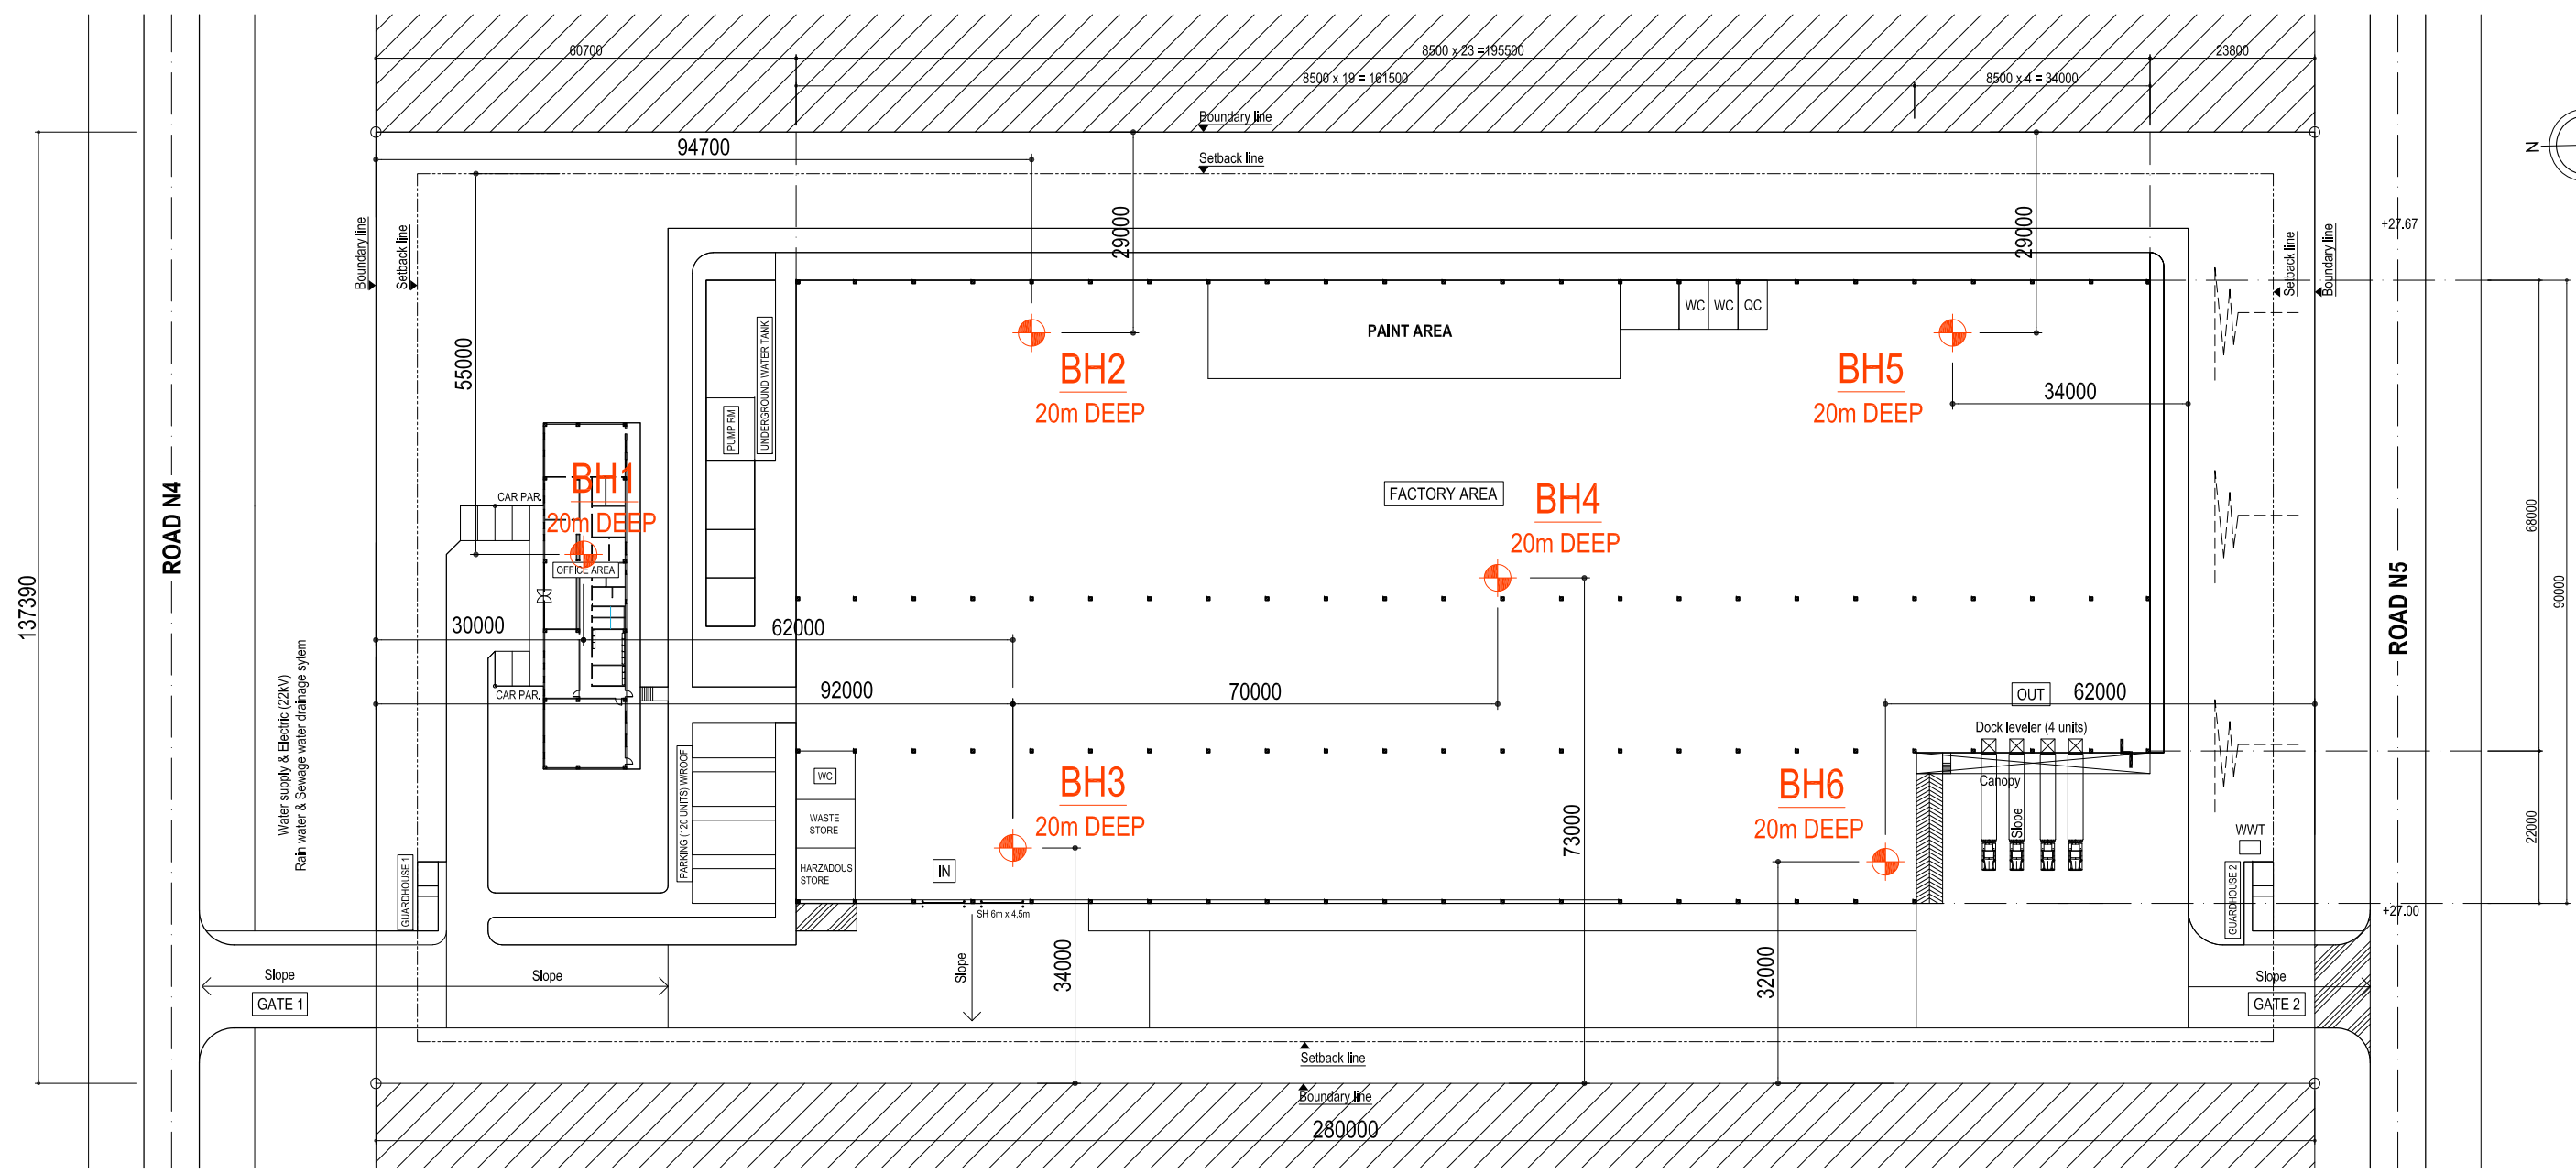 60700
8500 x 23 =195500
23800
8500 x 19 = 161500
8500 x 4 = 34000
Boundary line
94700
Setback line
N
29000
29000
+27.67
Boundary line
Setback line
Setback line
Boundary line
55000
UNDERGROUND WATER TANK
PUMP RM
PAINT AREA
WC
WC
QC
BH2
20m DEEP
BH5
20m DEEP
34000
ROAD N4
CAR PAR.
BH1
20m DEEP
OFFICE AREA
FACTORY AREA
BH4
20m DEEP
68000
90000
ROAD N5
137390
30000
62000
92000
70000
OUT
62000
CAR PAR.
Water supply & Electric (22kV)
Rain water & Sewage water drainage sytem
Dock leveler (4 units)
Canopy
Slope
PARKING (120 UNITS) W/ROOF
WC
WASTE
STORE
HARZADOUS
STORE
BH3
20m DEEP
IN
SH 6m x 4,5m
73000
BH6
20m DEEP
WWT
22000
GUARDHOUSE 1
GUARDHOUSE 2
+27.00
Slope
Slope
GATE 1
Slope
34000
32000
Slope
GATE 2
Setback line
Boundary line
280000